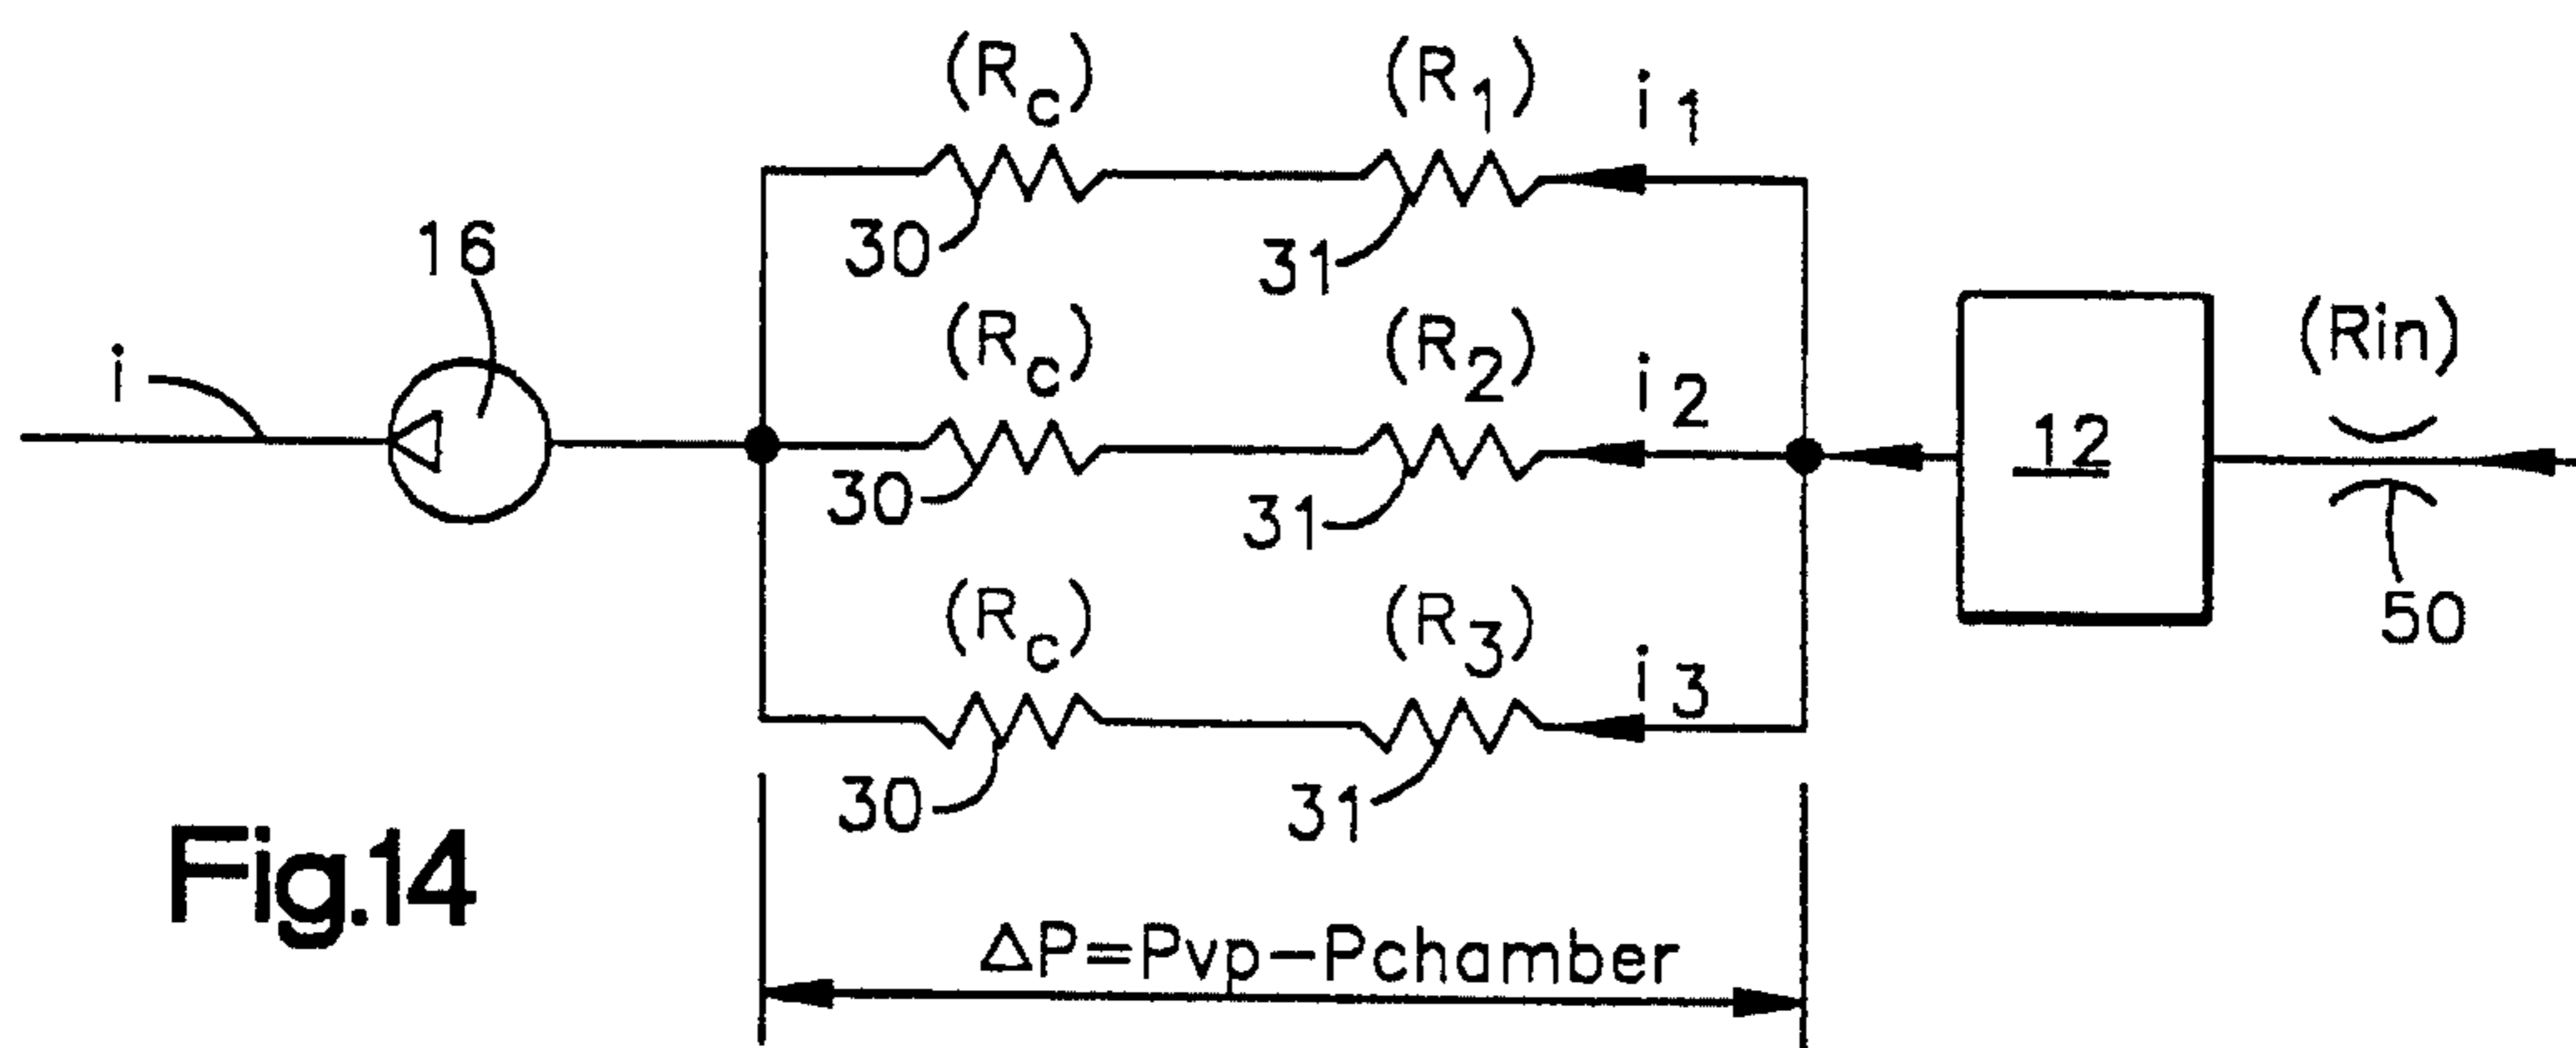 (Rc) (R1) i1
16 30 31
i (Rc) (R2) i2 (Rin)
12
30 31
50
(Rc) (R3) i3
30 31
Fig.14
ΔP=Pvp-Pchamber